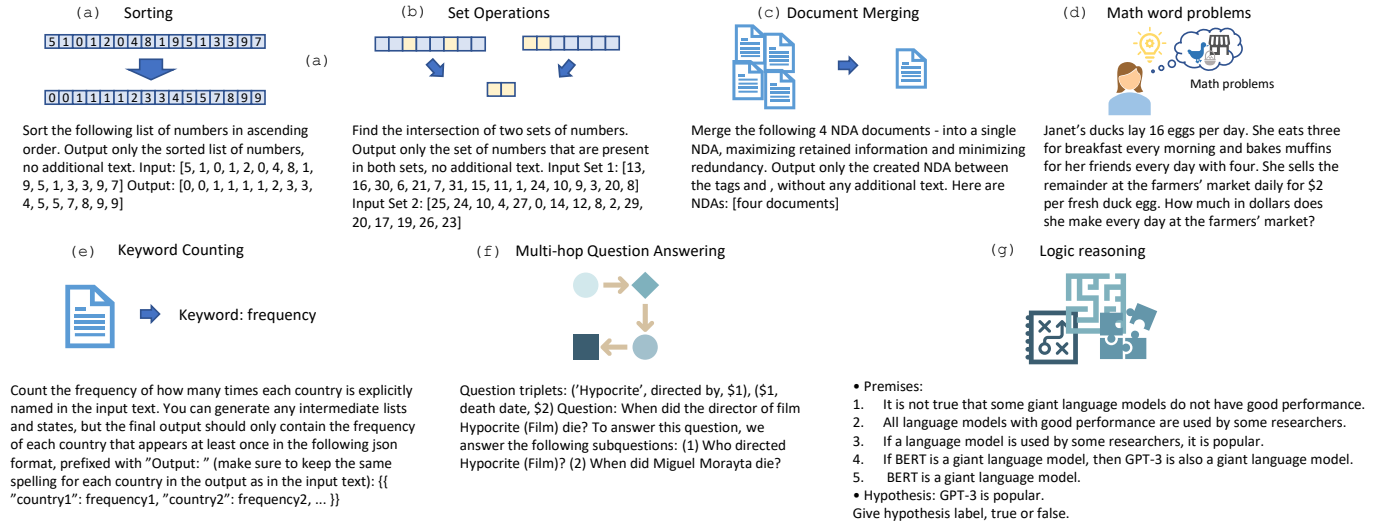 (a) Sorting
5 1 0 1 2 0 4 8 1 9 5 1 3 3 9 7
0 0 1 1 1 1 2 3 3 4 5 5 7 8 9 9
Sort the following list of numbers in ascending
order. Output only the sorted list of numbers,
no additional text. Input: [5, 1, 0, 1, 2, 0, 4, 8, 1,
9, 5, 1, 3, 3, 9, 7] Output: [0, 0, 1, 1, 1, 1, 2, 3, 3,
4, 5, 5, 7, 8, 9, 9]
(b) Set Operations
(a)
Find the intersection of two sets of numbers.
Output only the set of numbers that are present
in both sets, no additional text. Input Set 1: [13,
16, 30, 6, 21, 7, 31, 15, 11, 1, 24, 10, 9, 3, 20, 8]
Input Set 2: [25, 24, 10, 4, 27, 0, 14, 12, 8, 2, 29,
20, 17, 19, 26, 23]
(c) Document Merging
Merge the following 4 NDA documents - into a single
NDA, maximizing retained information and minimizing
redundancy. Output only the created NDA between
the tags and , without any additional text. Here are
NDAs: [four documents]
(d) Math word problems
Math problems
Janet's ducks lay 16 eggs per day. She eats three
for breakfast every morning and bakes muffins
for her friends every day with four. She sells the
remainder at the farmers' market daily for $2
per fresh duck egg. How much in dollars does
she make every day at the farmers' market?
(e) Keyword Counting
Keyword: frequency
Count the frequency of how many times each country is explicitly
named in the input text. You can generate any intermediate lists
and states, but the final output should only contain the frequency
of each country that appears at least once in the following json
format, prefixed with ”Output: ” (make sure to keep the same
spelling for each country in the output as in the input text): {{
”country1”: frequency1, ”country2”: frequency2, ... }}
(f) Multi-hop Question Answering
Question triplets: (’Hypocrite’, directed by, $1), ($1,
death date, $2) Question: When did the director of film
Hypocrite (Film) die? To answer this question, we
answer the following subquestions: (1) Who directed
Hypocrite (Film)? (2) When did Miguel Morayta die?
(g) Logic reasoning
• Premises:
1. It is not true that some giant language models do not have good performance.
2. All language models with good performance are used by some researchers.
3. If a language model is used by some researchers, it is popular.
4. If BERT is a giant language model, then GPT-3 is also a giant language model.
5. BERT is a giant language model.
• Hypothesis: GPT-3 is popular.
Give hypothesis label, true or false.